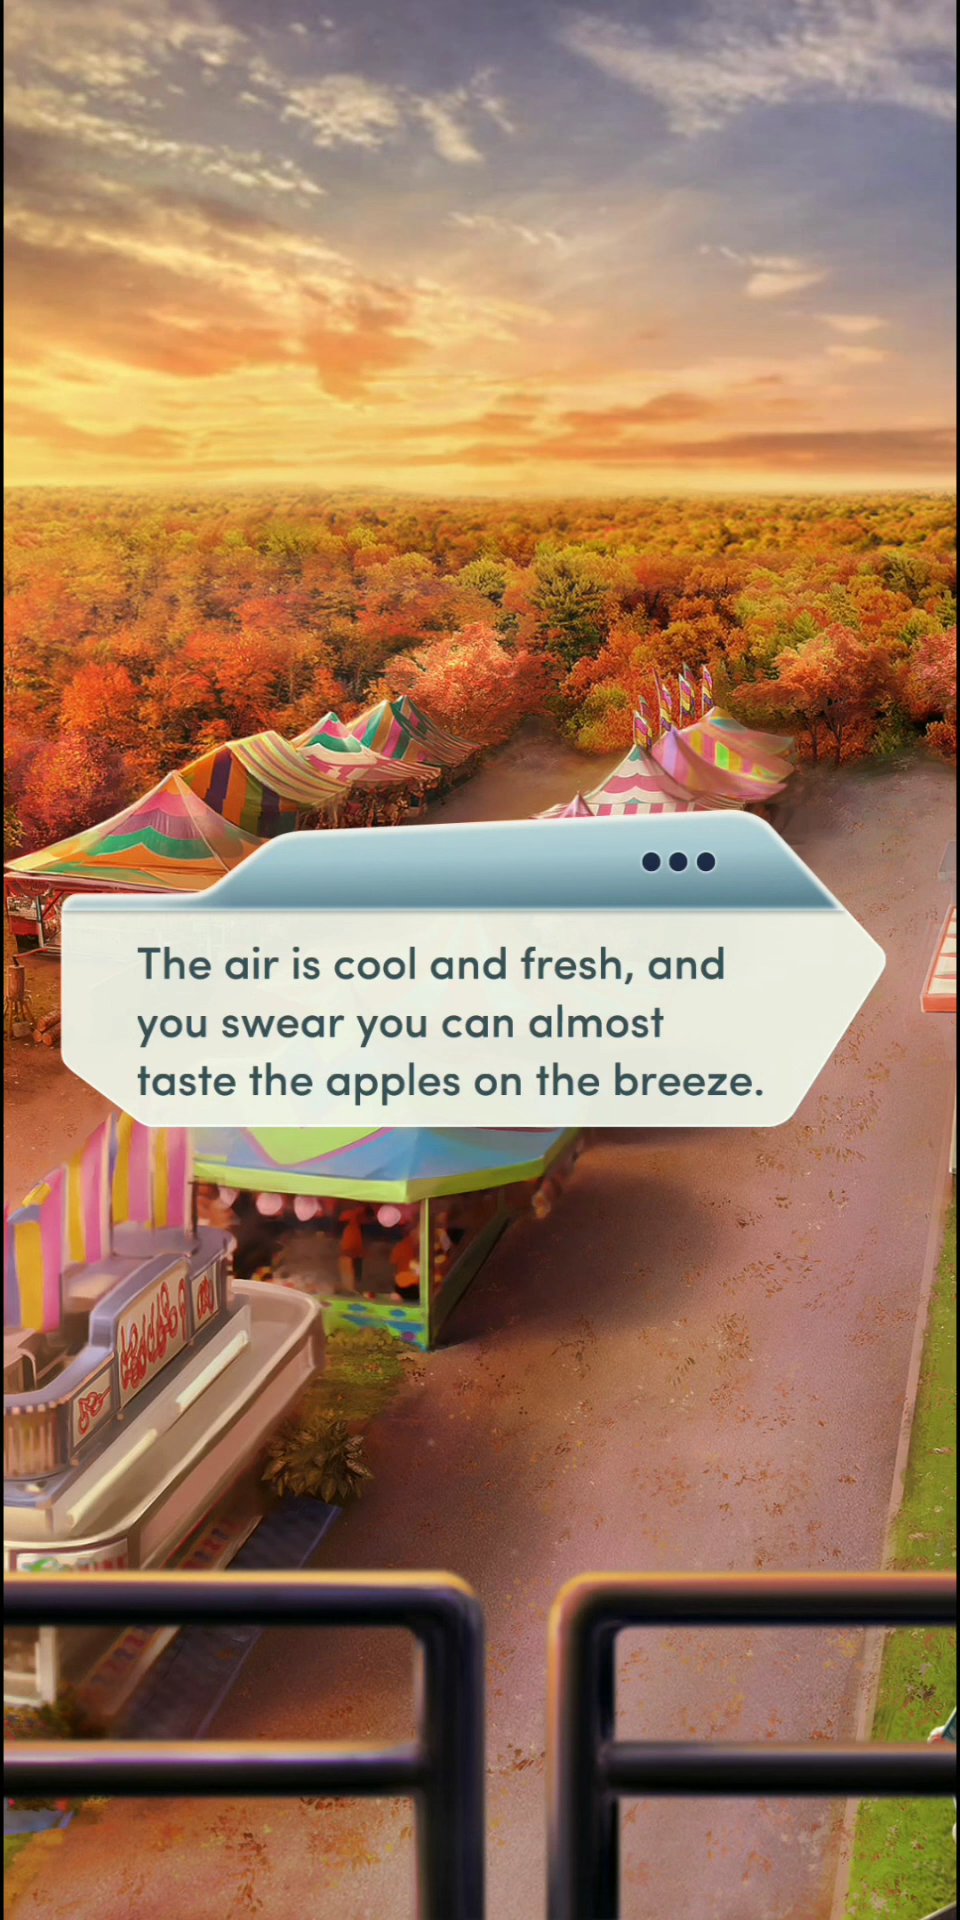 The air is cool and fresh, and
you swear you can almost
taste the apples on the breeze.